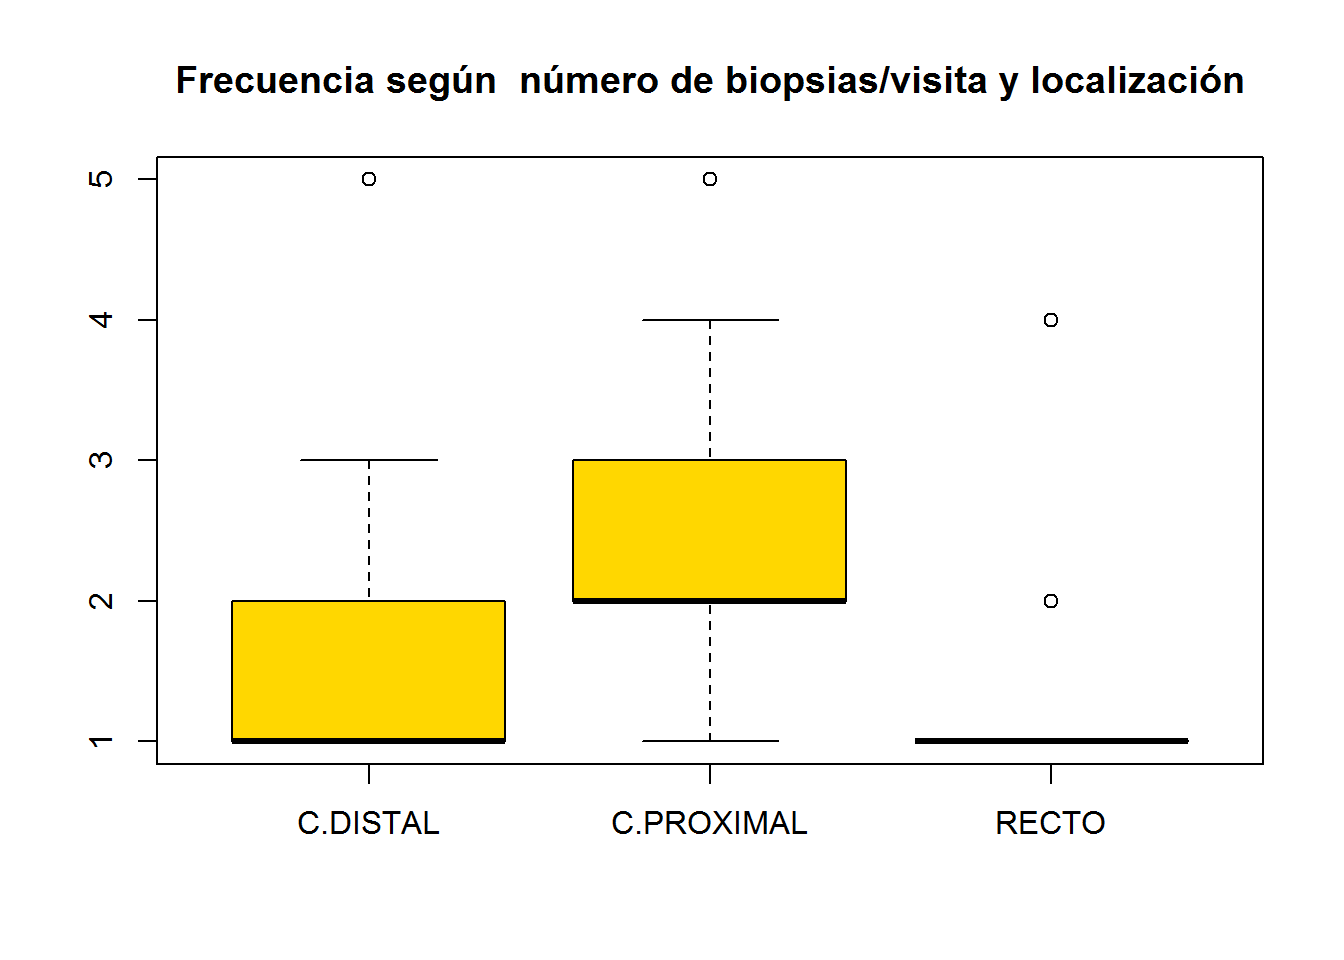 Frecuencia según  número de biopsias/visita y localización
5
4
3
2
1
C.DISTAL C.PROXIMAL RECTO